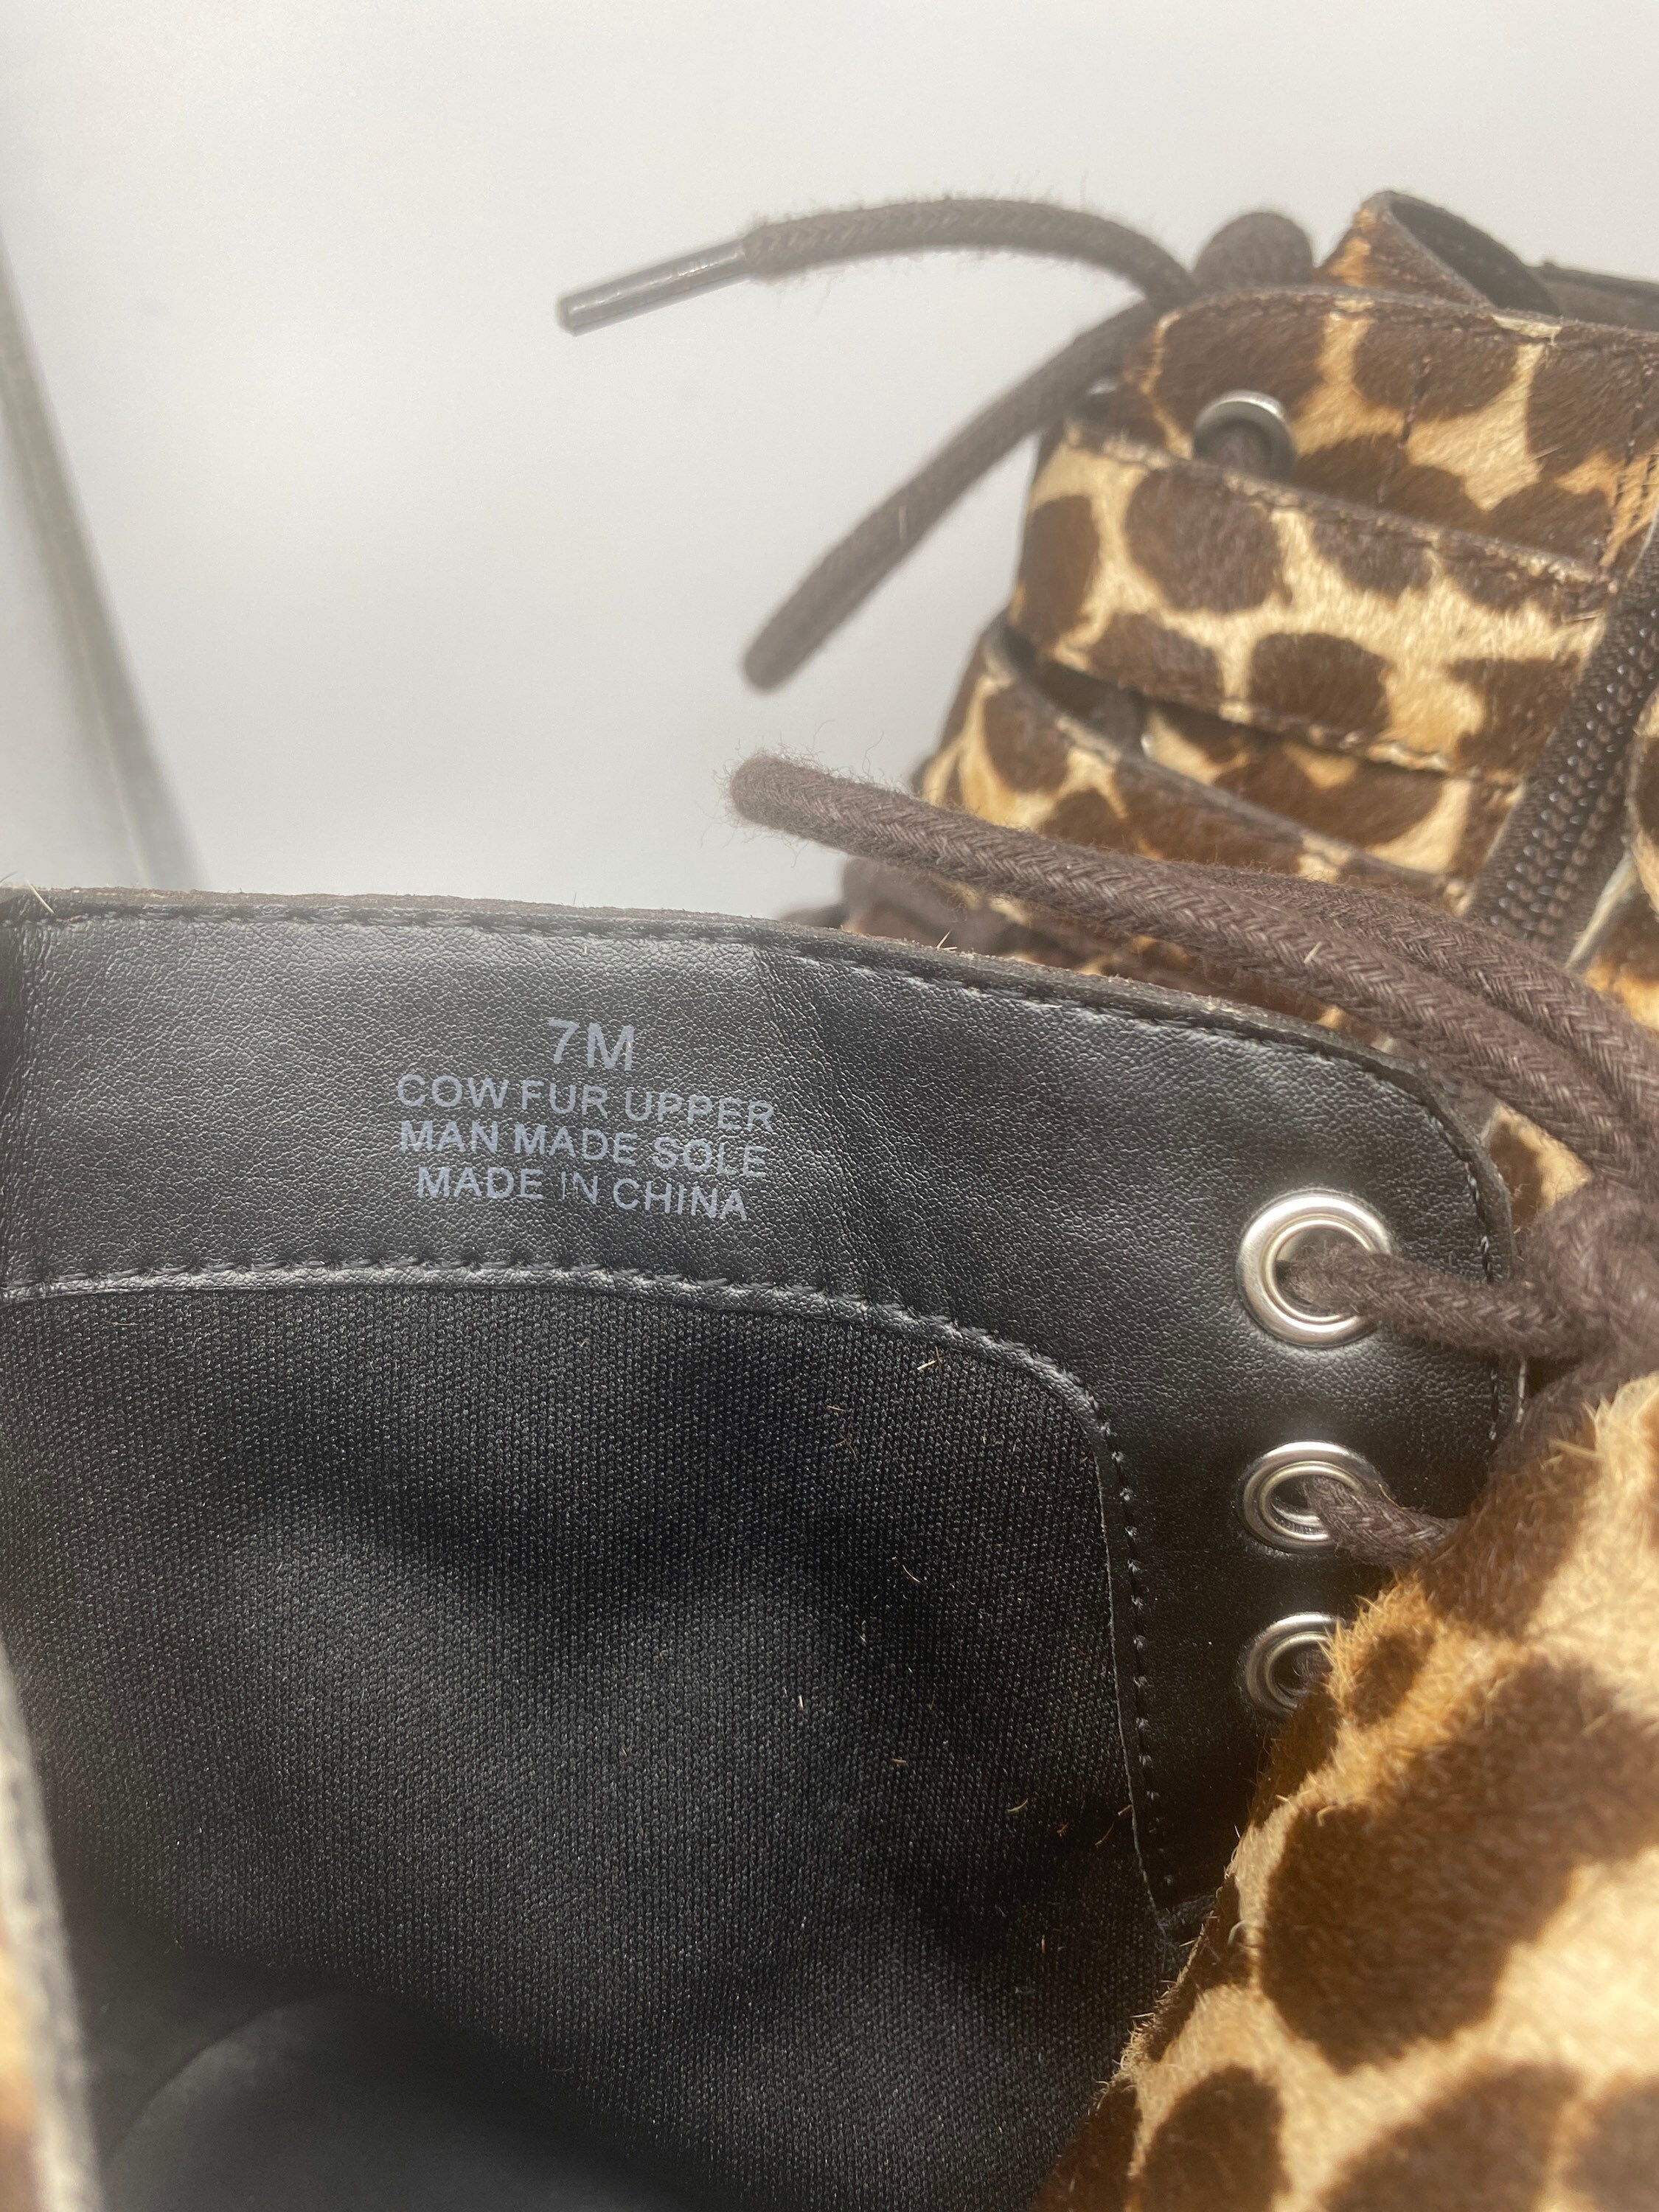 7M
COW FUR UPPER
MAN MADE SOLE
MADE IN CHINA